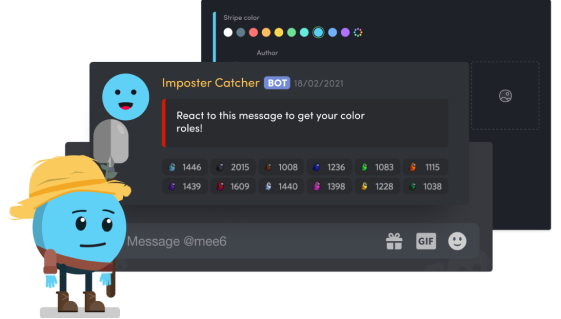 Stripe color
Author
Imposter Catcher BOT 18/02/2021
React to this message to get your color
roles!
1446 2015 1008 1236 1083 1115
1439 1609 1440 1398 1228 1038
Message @mee6
GIF